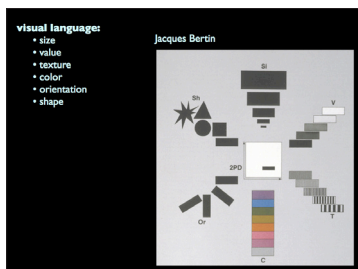 visual language:
• size
• value
• texture
• color
• orientation
• shape
Jacques Bertin
Si
Sh
V
2PD
Or
T
C